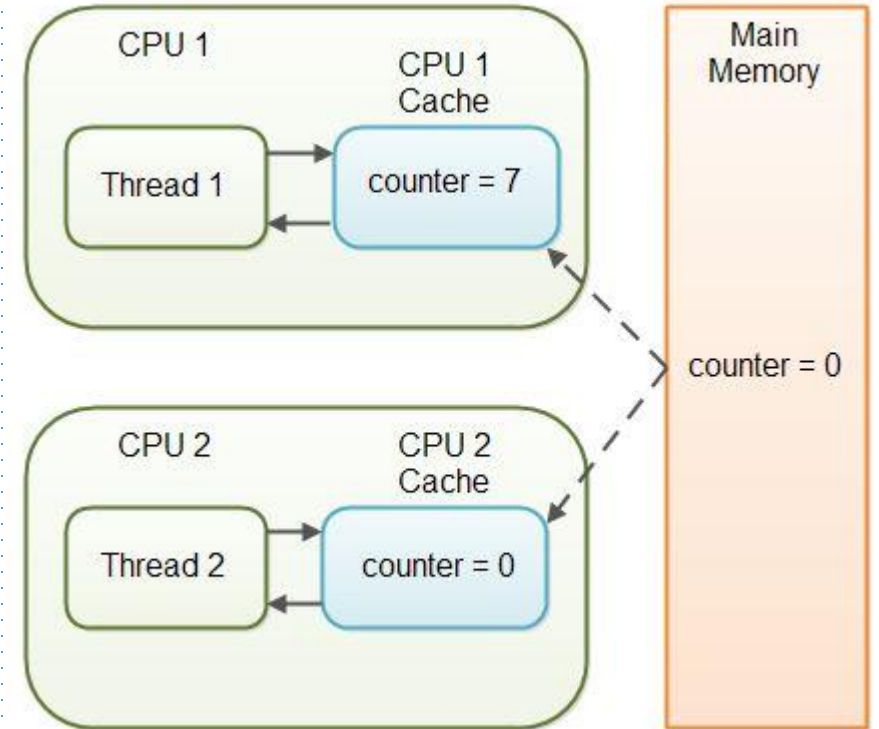 CPU 1
CPU 1
Cache
Thread 1
counter = 7
Main
Memory
counter = 0
CPU 2
CPU 2
Cache
Thread 2
counter = 0